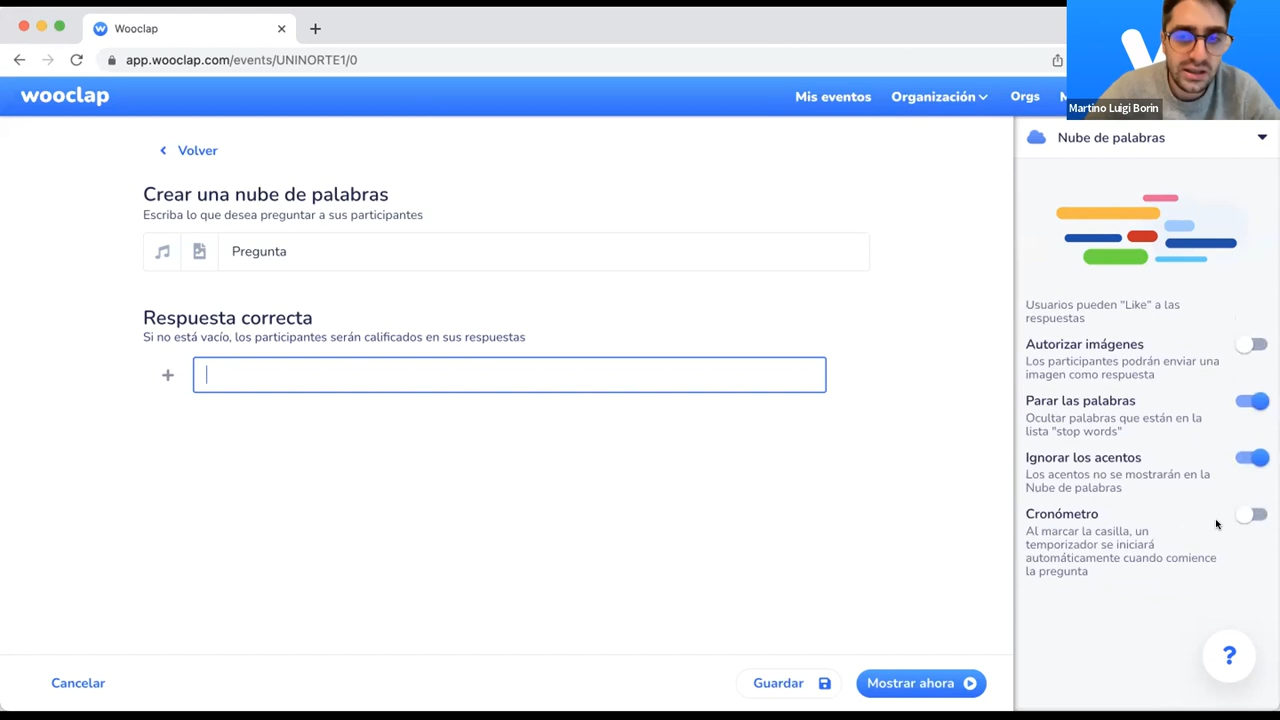 Wooclap
app.wooclap.com/events/UNINORTE1/0
wooclap
Mis eventos
Organización
Orgs
Martino Luigi Borin
Volver
Crear una nube de palabras
Escriba lo que desea preguntar a sus participantes
Pregunta
Respuesta correcta
Si no está vacío, los participantes serán calificados en sus respuestas
Cancelar
Guardar
Mostrar ahora
Nube de palabras
Usuarios pueden "Like" a las
respuestas
Autorizar imágenes
Los participantes podrán enviar una
imagen como respuesta
Parar las palabras
Ocultar palabras que están en la
lista "stop words"
Ignorar los acentos
Los acentos no se mostrarán en la
Nube de palabras
Cronómetro
Al marcar la casilla, un
temporizador se iniciará
automáticamente cuando comience
la pregunta
?